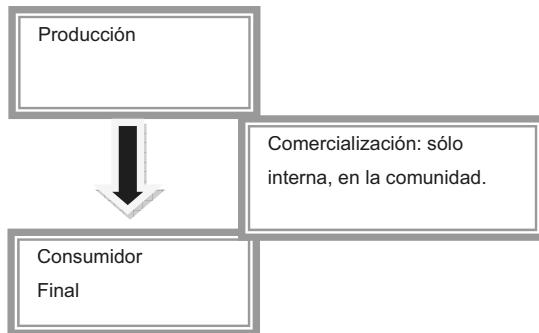 Producción
Comercialización: sólo
interna, en la comunidad.
Consumidor
Final